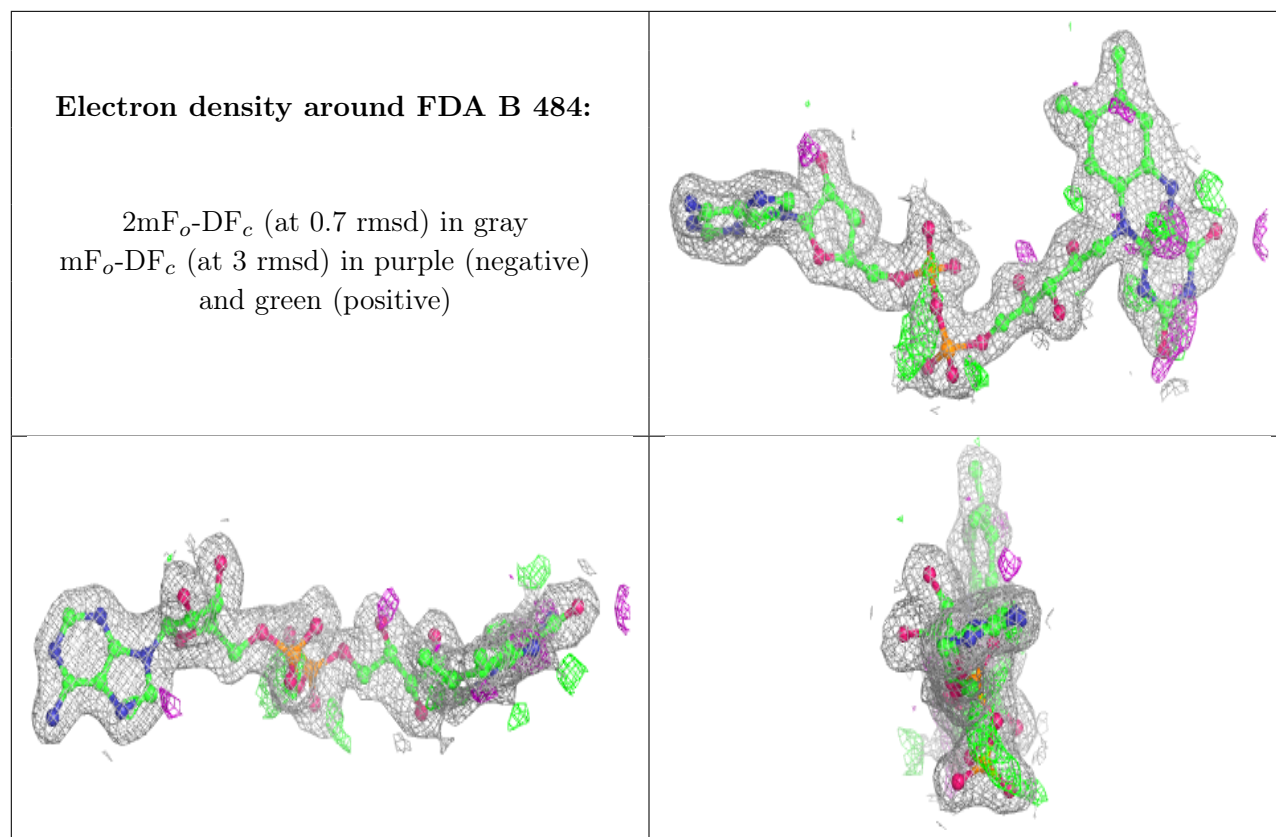 Electron density around FDA B 484:
2mFo-DFc (at 0.7 rmsd) in gray
mFo-DFc (at 3 rmsd) in purple (negative)
and green (positive)